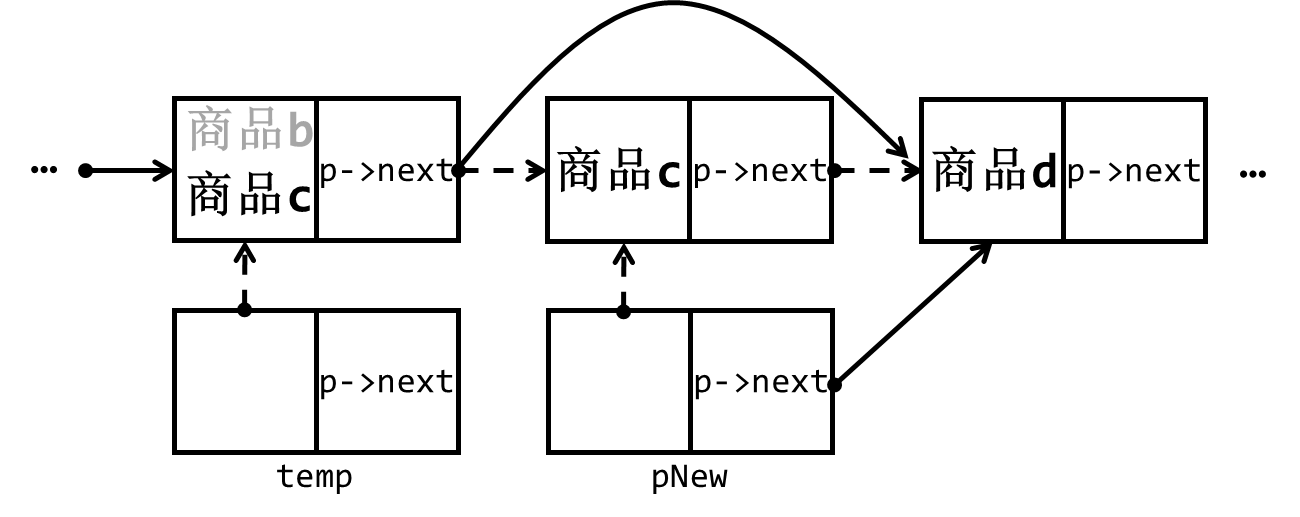 商品b
... 商品c p->next 商品c p->next 商品d p->next ...
p->next p->next
temp pNew